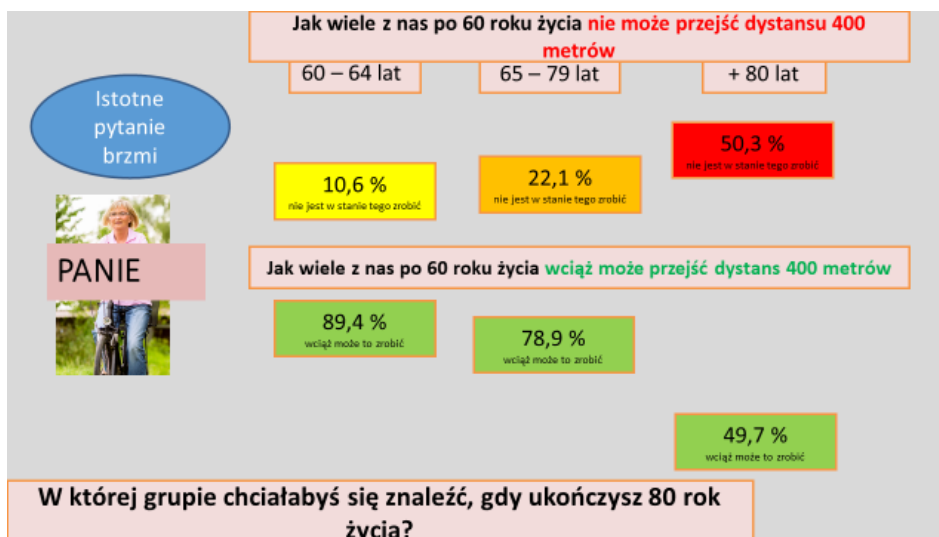 Jak wiele z nas po 60 roku życia nie może przejść dystansu 400
metrów
60 – 64 lat
65 – 79 lat
+ 80 lat
Istotne
pytanie
brzmi
50,3 %
nie jest w stanie tego zrobić
10,6 %
nie jest w stanie tego zrobić
22,1 %
nie jest w stanie tego zrobić
PANIE
Jak wiele z nas po 60 roku życia wciąż może przejść dystans 400 metrów
89,4 %
wciąż może to zrobić
78,9 %
wciąż może to zrobić
49,7 %
wciąż może to zrobić
W której grupie chciałabyś się znaleźć, gdy ukończysz 80 rok
życia?